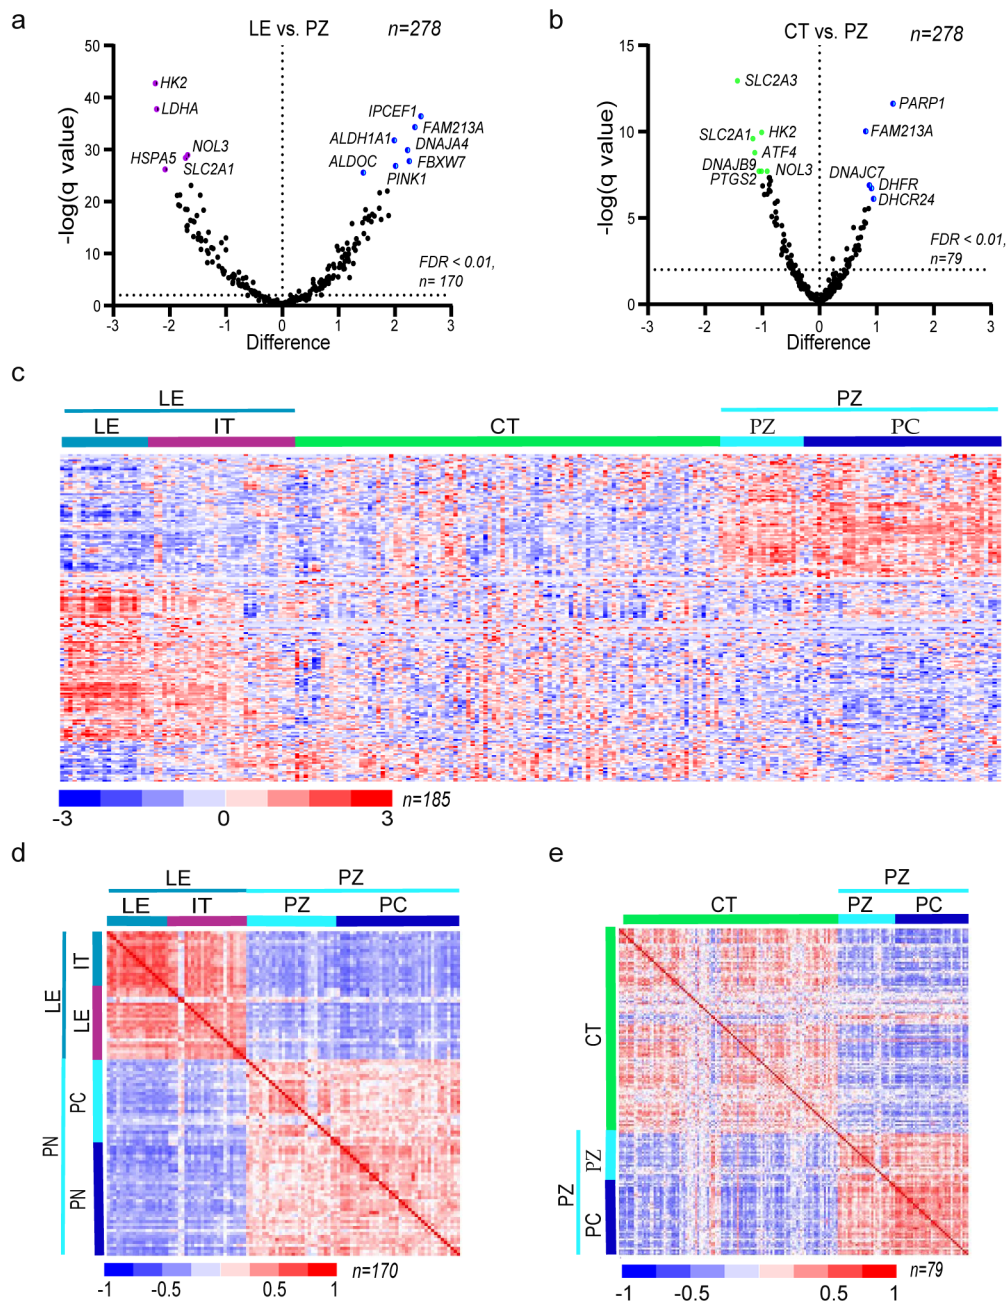 a
LE vs. PZ
n=278
50
40
30
20
10
0
-log(q value)
HK2
LDHA
NOL3
HSPA5
SLC2A1
IPCEF1
FAM213A
ALDH1A1
DNAJA4
ALDOC
FBXW7
PINK1
FDR < 0.01,
n= 170
-3 -2 -1 0 1 2 3
Difference
b
CT vs. PZ
n=278
15
10
5
0
-log(q value)
SLC2A3
PARP1
SLC2A1
HK2
FAM213A
ATF4
DNAJB9
PTGS2
NOL3
DNAJC7
DHFR
DHCR24
FDR < 0.01,
n=79
-3 -2 -1 0 1 2 3
Difference
c
LE PZ
LE IT CT PZ PC
-3 0 3
n=185
d
LE PZ
LE IT PZ PC
LE
IT
LE
PN
PC
PN
-1 -0.5 0.5 1
n=170
e
PZ
CT PZ PC
CT
PZ
PZ
PC
-1 -0.5 0.5 1
n=79